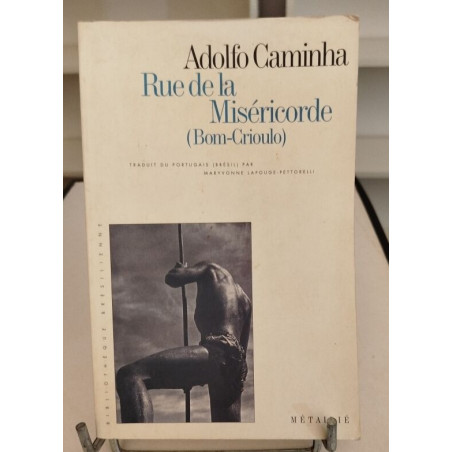 Adolfo Caminha
Rue de la
Miséricorde
(Bom-Crioulo)
TRADUIT DU PORTUGAIS (BRÉSIL) PAR
MARYVONNE LAPOUGE-PETTORELLI
BIBLIOTHÈQUE BRÉSILIENNE
MÉTAILIÉ